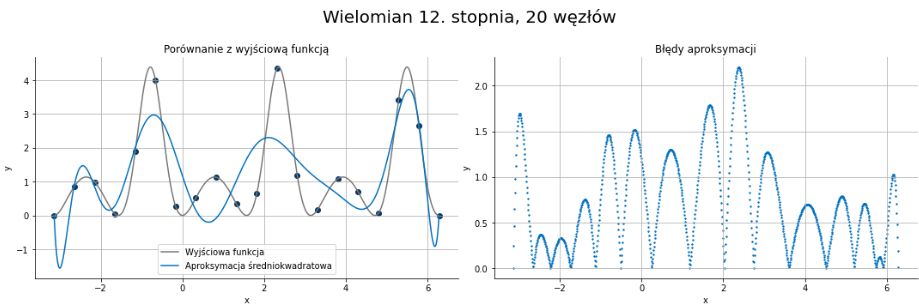 Wielomian 12. stopnia, 20 węzłów
Porównanie z wyjściową funkcją
y
4
3
2
1
0
−1
−2
0
2
4
6
x
Wyjściowa funkcja
Aproksymacja średniokwadratowa
Błędy aproksymacji
y
2.0
1.5
1.0
0.5
0.0
−2
0
2
4
6
x